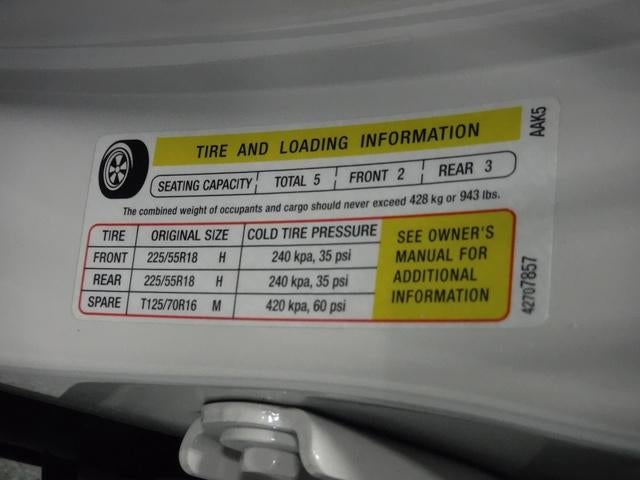 TIRE AND LOADING INFORMATION
AAK5
SEATING CAPACITY TOTAL 5 FRONT 2 REAR 3
The combined weight of occupants and cargo should never exceed 428 kg or 943 lbs.
TIRE ORIGINAL SIZE COLD TIRE PRESSURE
FRONT 225/55R18 H 240 kpa, 35 psi
REAR 225/55R18 H 240 kpa, 35 psi
SPARE T125/70R16 M 420 kpa, 60 psi
SEE OWNER'S
MANUAL FOR
ADDITIONAL
INFORMATION
42707857